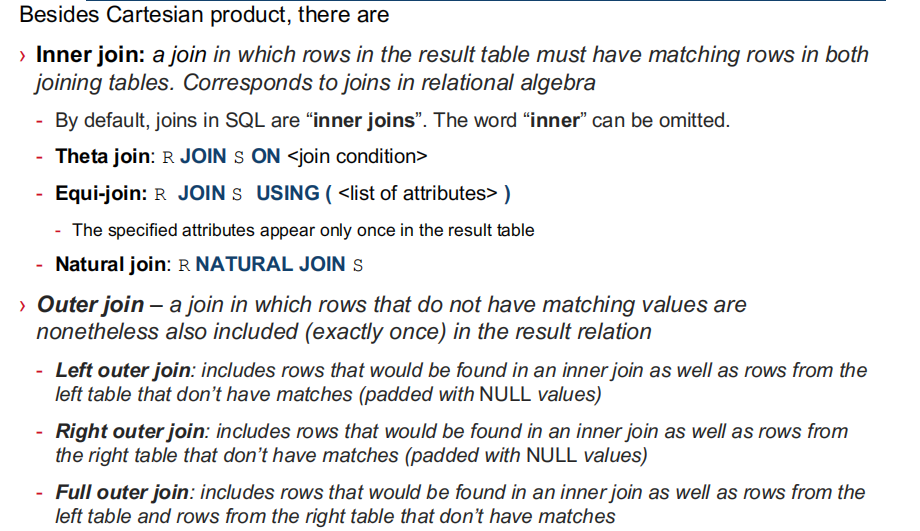 Besides Cartesian product, there are
› Inner join: a join in which rows in the result table must have matching rows in both
joining tables. Corresponds to joins in relational algebra
- By default, joins in SQL are “inner joins”. The word “inner” can be omitted.
- Theta join: R JOIN S ON <join condition>
- Equi-join: R JOIN S USING ( <list of attributes> )
- The specified attributes appear only once in the result table
- Natural join: R NATURAL JOIN S
› Outer join – a join in which rows that do not have matching values are
nonetheless also included (exactly once) in the result relation
- Left outer join: includes rows that would be found in an inner join as well as rows from the
left table that don’t have matches (padded with NULL values)
- Right outer join: includes rows that would be found in an inner join as well as rows from
the right table that don’t have matches (padded with NULL values)
- Full outer join: includes rows that would be found in an inner join as well as rows from the
left table and rows from the right table that don’t have matches